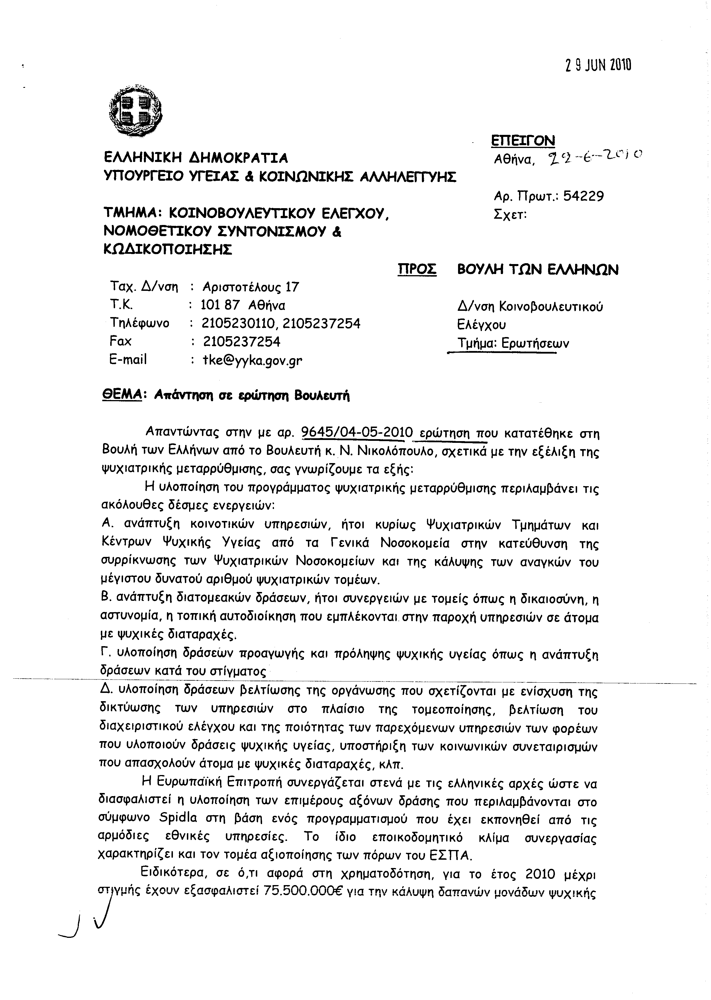 29 JUN 2010
ΕΠΕΙΓΟΝ
ΕΛΛΗΝΙΚΗ ΔΗΜΟΚΡΑΤΙΑ
Αθήνα, 22-6-2010
ΥΠΟΥΡΓΕΙΟ ΥΓΕΙΑΣ & ΚΟΙΝΩΝΙΚΗΣ ΑΛΛΗΛΕΓΓΥΗΣ
Αρ. Πρωτ.: 54229
ΤΜΗΜΑ: ΚΟΙΝΟΒΟΥΛΕΥΤΙΚΟΥ ΕΛΕΓΧΟΥ,
Σχετ:
ΝΟΜΟΘΕΤΙΚΟΥ ΣΥΝΤΟΝΙΣΜΟΥ &
ΚΩΔΙΚΟΠΟΙΗΣΗΣ
ΠΡΟΣ ΒΟΥΛΗ ΤΩΝ ΕΛΛΗΝΩΝ
Ταχ. Δ/νση : Αριστοτέλους 17
Τ.Κ. : 101 87 Αθήνα
Δ/νση Κοινοβουλευτικού
Τηλέφωνο : 2105230110, 2105237254
Ελέγχου
Fax : 2105237254
Τμήμα: Ερωτήσεων
E-mail : tke@yyka.gov.gr
ΘΕΜΑ: Απάντηση σε ερώτηση Βουλευτή
Απαντώντας στην με αρ. 9645/04-05-2010 ερώτηση που κατατέθηκε στη
Βουλή των Ελλήνων από το Βουλευτή κ. Ν. Νικολόπουλο, σχετικά με την εξέλιξη της
ψυχιατρικής μεταρρύθμισης, σας γνωρίζουμε τα εξής:
Η υλοποίηση του προγράμματος ψυχιατρικής μεταρρύθμισης περιλαμβάνει τις
ακόλουθες δέσμες ενεργειών:
Α. ανάπτυξη κοινοτικών υπηρεσιών, ήτοι κυρίως Ψυχιατρικών Τμημάτων και
Κέντρων Ψυχικής Υγείας από τα Γενικά Νοσοκομεία στην κατεύθυνση της
συρρίκνωσης των Ψυχιατρικών Νοσοκομείων και της κάλυψης των αναγκών του
μέγιστου δυνατού αριθμού ψυχιατρικών τομέων.
Β. ανάπτυξη διατομεακών δράσεων, ήτοι συνεργειών με τομείς όπως η δικαιοσύνη, η
αστυνομία, η τοπική αυτοδιοίκηση που εμπλέκονται στην παροχή υπηρεσιών σε άτομα
με ψυχικές διαταραχές.
Γ. υλοποίηση δράσεων προαγωγής και πρόληψης ψυχικής υγείας όπως η ανάπτυξη
δράσεων κατά του στίγματος
Δ. υλοποίηση δράσεων βελτίωσης της οργάνωσης που σχετίζονται με ενίσχυση της
δικτύωσης των υπηρεσιών στο πλαίσιο της τομεοποίησης, βελτίωση του
διαχειριστικού ελέγχου και της ποιότητας των παρεχόμενων υπηρεσιών των φορέων
που υλοποιούν δράσεις ψυχικής υγείας, υποστήριξη των κοινωνικών συνεταιρισμών
που απασχολούν άτομα με ψυχικές διαταραχές, κλπ.
Η Ευρωπαϊκή Επιτροπή συνεργάζεται στενά με τις ελληνικές αρχές ώστε να
διασφαλιστεί η υλοποίηση των επιμέρους αξόνων δράσης που περιλαμβάνονται στο
σύμφωνο Spidla στη βάση ενός προγραμματισμού που έχει εκπονηθεί από τις
αρμόδιες εθνικές υπηρεσίες. Το ίδιο εποικοδομητικό κλίμα συνεργασίας
χαρακτηρίζει και τον τομέα αξιοποίησης των πόρων του ΕΣΠΑ.
Ειδικότερα, σε ό,τι αφορά στη χρηματοδότηση, για το έτος 2010 μέχρι
στιγμής έχουν εξασφαλιστεί 75.500.000€ για την κάλυψη δαπανών μονάδων ψυχικής